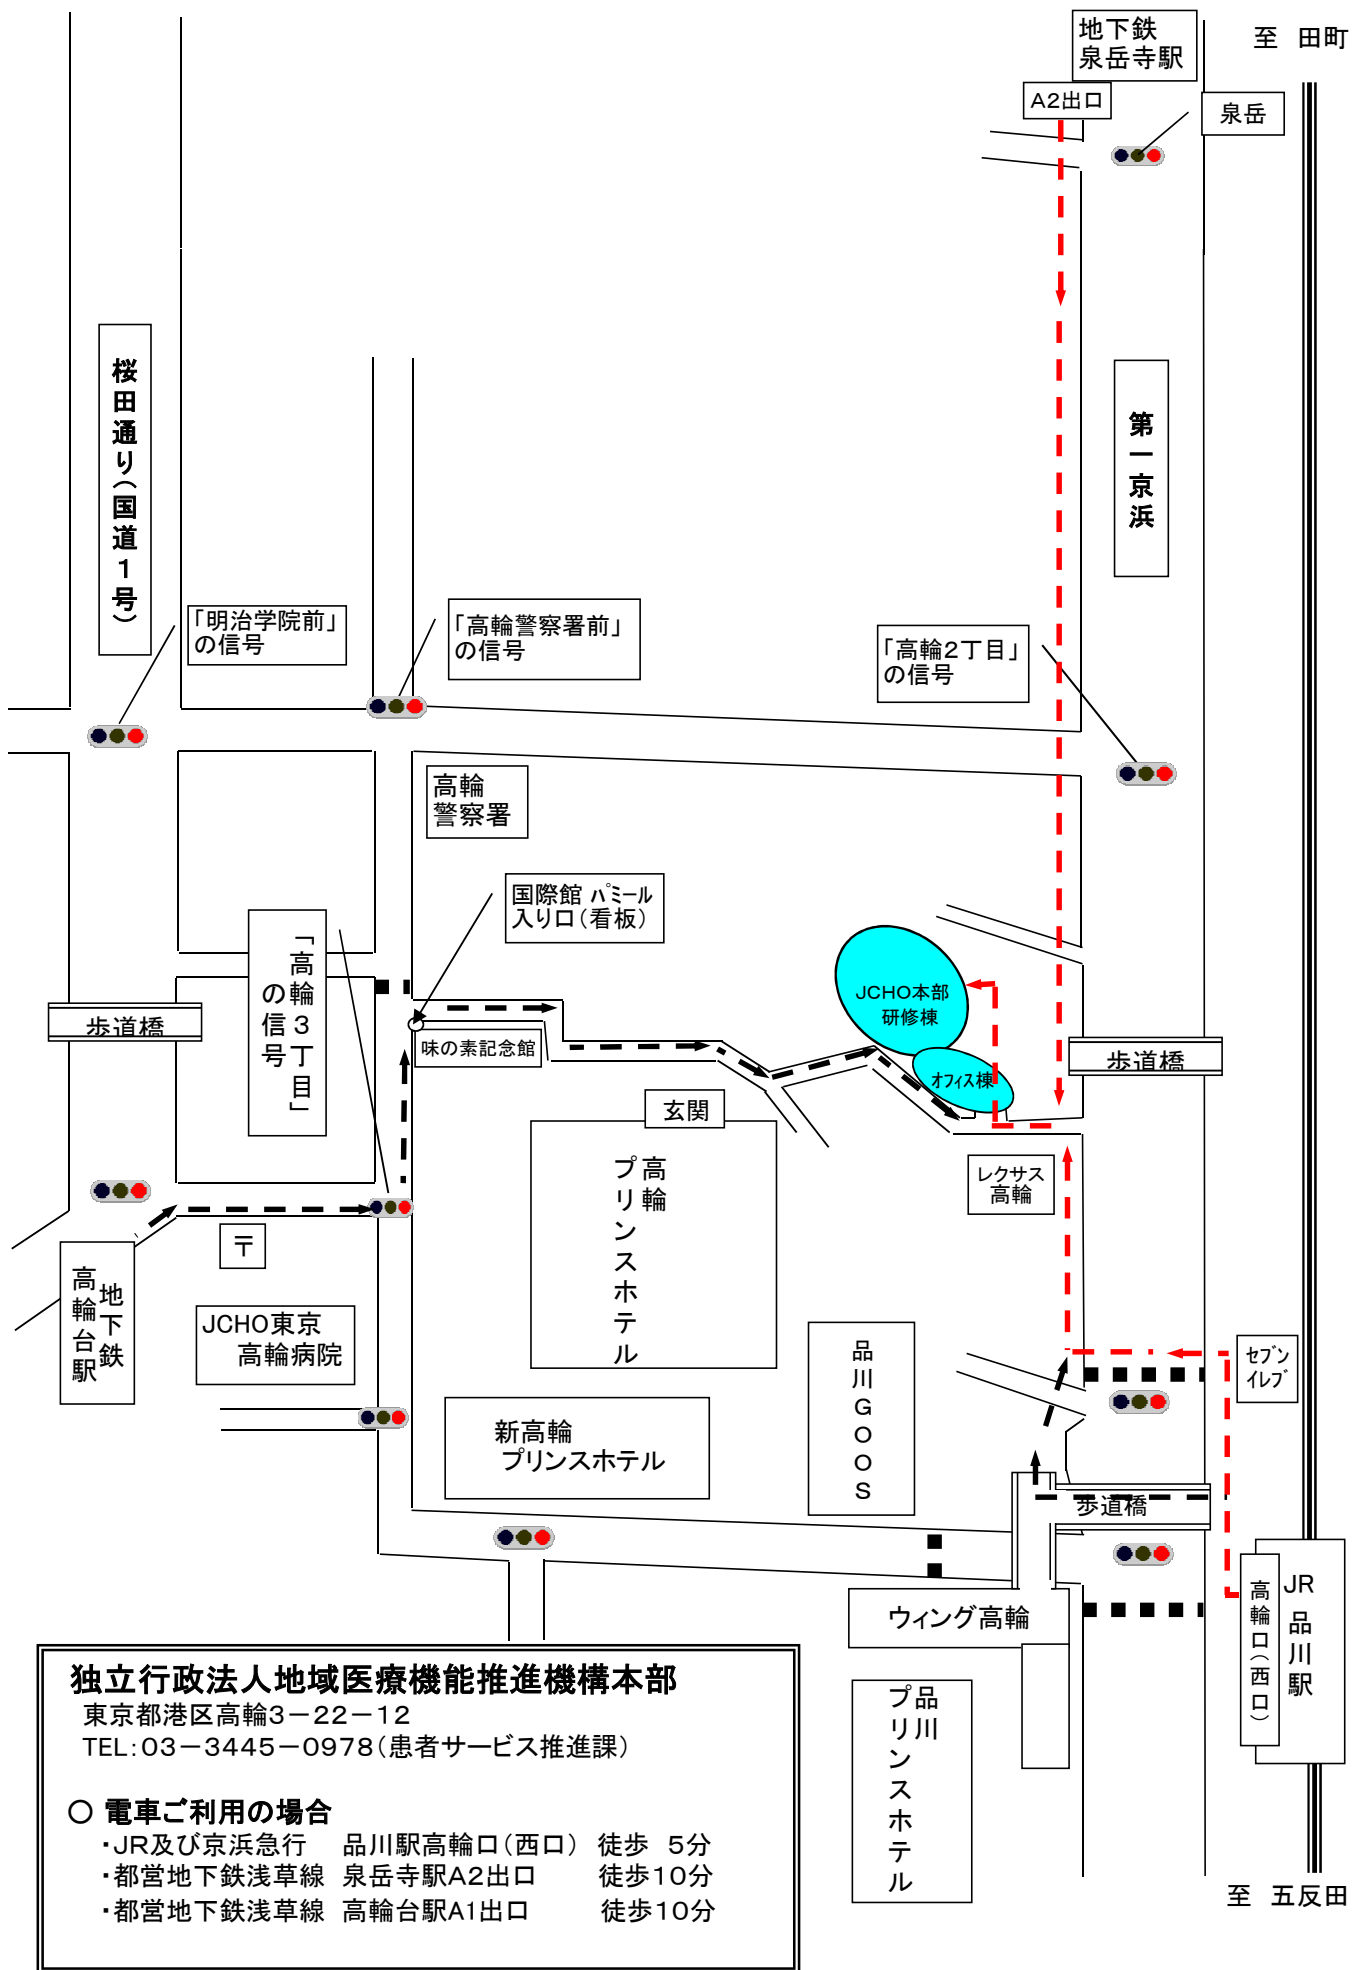 地下鉄
泉岳寺駅
至 田町
A2出口
泉岳
桜田通り(国道1号)
第一京浜
「明治学院前」
の信号
「高輪警察署前」
の信号
「高輪2丁目」
の信号
高輪
警察署
国際館 パミール
入り口(看板)
「高輪3丁目」
の信号
JCHO本部
研修棟
オフィス棟
歩道橋
味の素記念館
歩道橋
玄関
高輪
プリンスホテル
レクサス
高輪
〒
地下鉄
高輪台駅
JCHO東京
高輪病院
品川GOOS
セブン
イレブ
新高輪
プリンスホテル
歩道橋
高輪口(西口)
JR
品川駅
ウィング高輪
品川
プリンスホテル
独立行政法人地域医療機能推進機構本部
東京都港区高輪3-22-12
TEL:03-3445-0978(患者サービス推進課)
○ 電車ご利用の場合
・JR及び京浜急行 品川駅高輪口(西口) 徒歩 5分
・都営地下鉄浅草線 泉岳寺駅A2出口 徒歩10分
・都営地下鉄浅草線 高輪台駅A1出口 徒歩10分
至 五反田